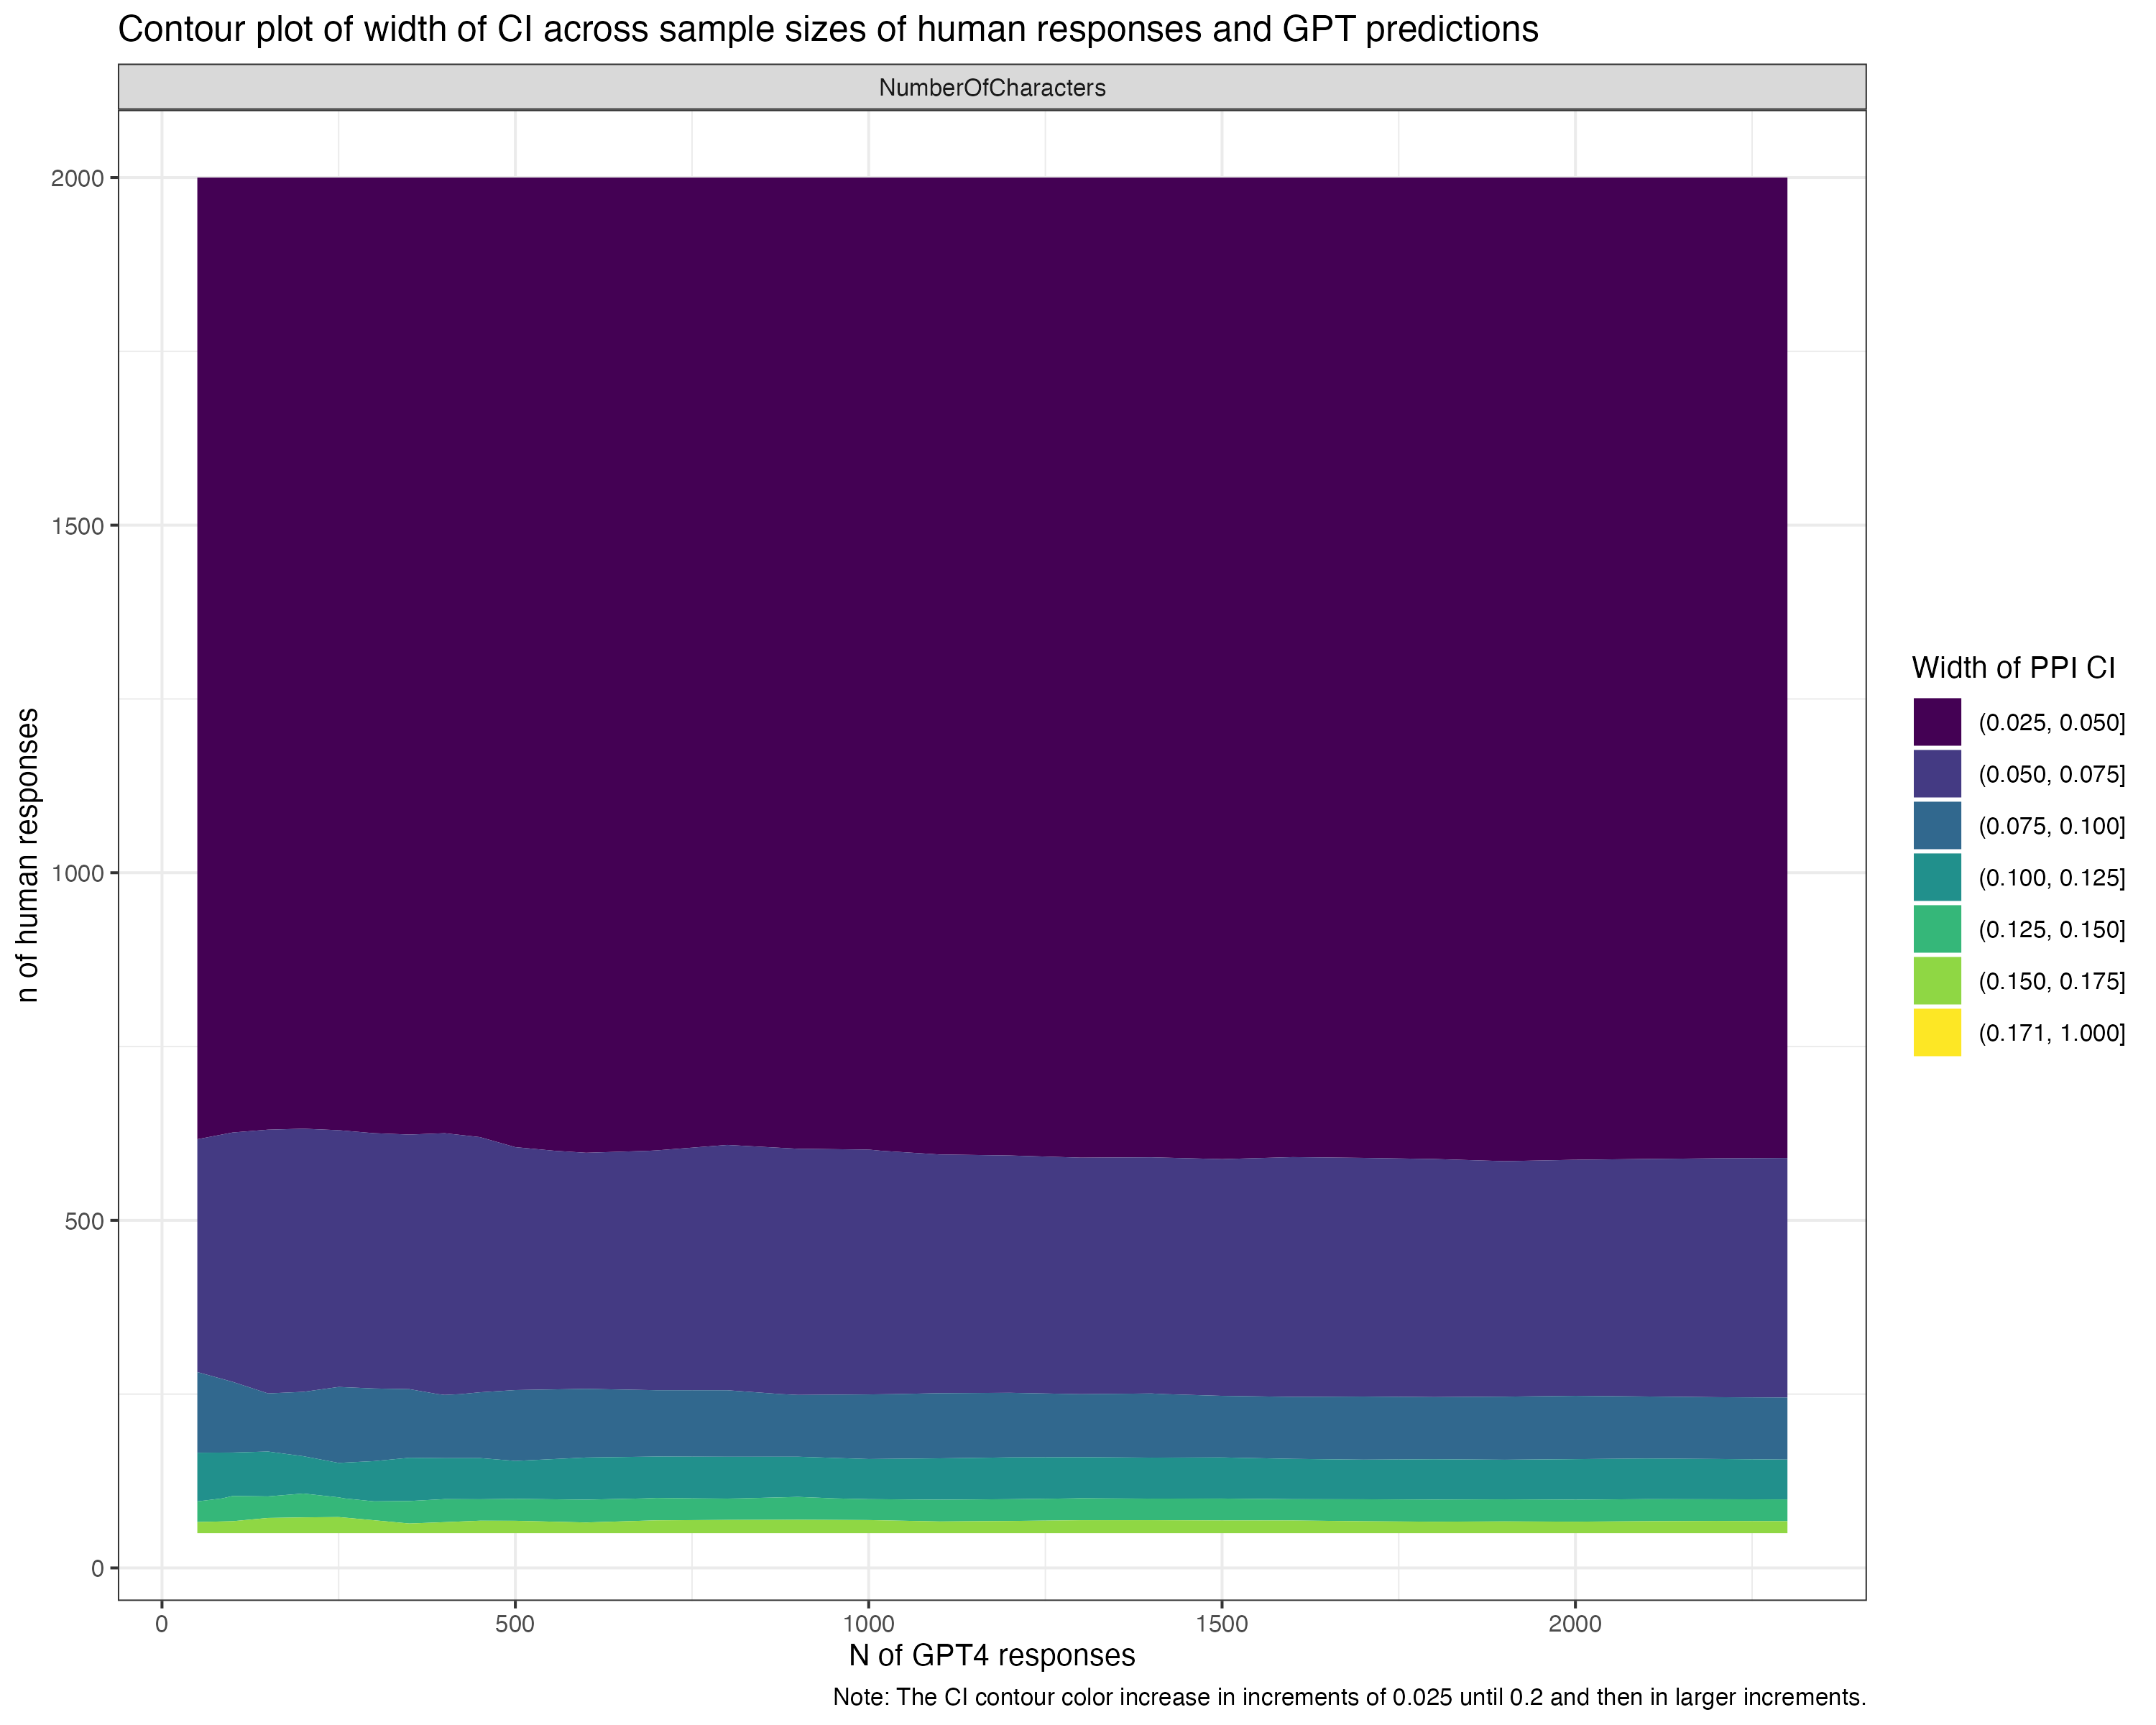 Contour plot of width of CI across sample sizes of human responses and GPT predictions
NumberOfCharacters
2000
1500
1000
500
0
n of human responses
0 500 1000 1500 2000
N of GPT4 responses
Width of PPI CI
(0.025, 0.050]
(0.050, 0.075]
(0.075, 0.100]
(0.100, 0.125]
(0.125, 0.150]
(0.150, 0.175]
(0.171, 1.000]
Note: The CI contour color increase in increments of 0.025 until 0.2 and then in larger increments.